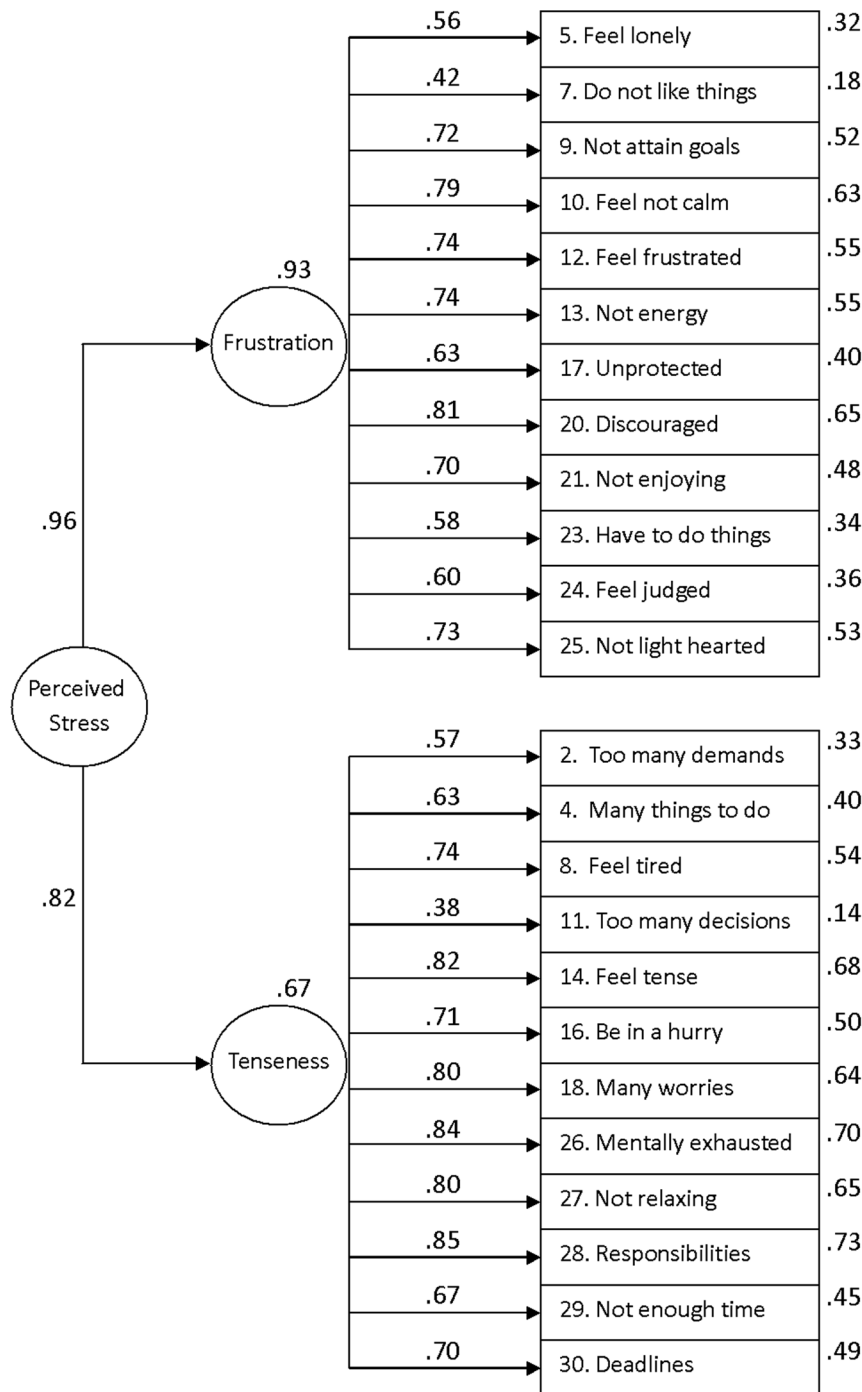 .56
5. Feel lonely
.32
.42
7. Do not like things
.18
.72
9. Not attain goals
.52
.79
10. Feel not calm
.63
.74
12. Feel frustrated
.55
.74
13. Not energy
.55
.63
17. Unprotected
.40
.81
20. Discouraged
.65
.70
21. Not enjoying
.48
.58
23. Have to do things
.34
.60
24. Feel judged
.36
.73
25. Not light hearted
.53
.93
Frustration
.96
Perceived
Stress
.82
.67
Tenseness
.57
2. Too many demands
.33
.63
4. Many things to do
.40
.74
8. Feel tired
.54
.38
11. Too many decisions
.14
.82
14. Feel tense
.68
.71
16. Be in a hurry
.50
.80
18. Many worries
.64
.84
26. Mentally exhausted
.70
.80
27. Not relaxing
.65
.85
28. Responsibilities
.73
.67
29. Not enough time
.45
.70
30. Deadlines
.49